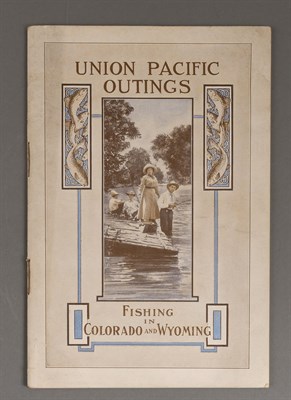 UNION PACIFIC
OUTINGS
FISHING
IN
COLORADO AND WYOMING